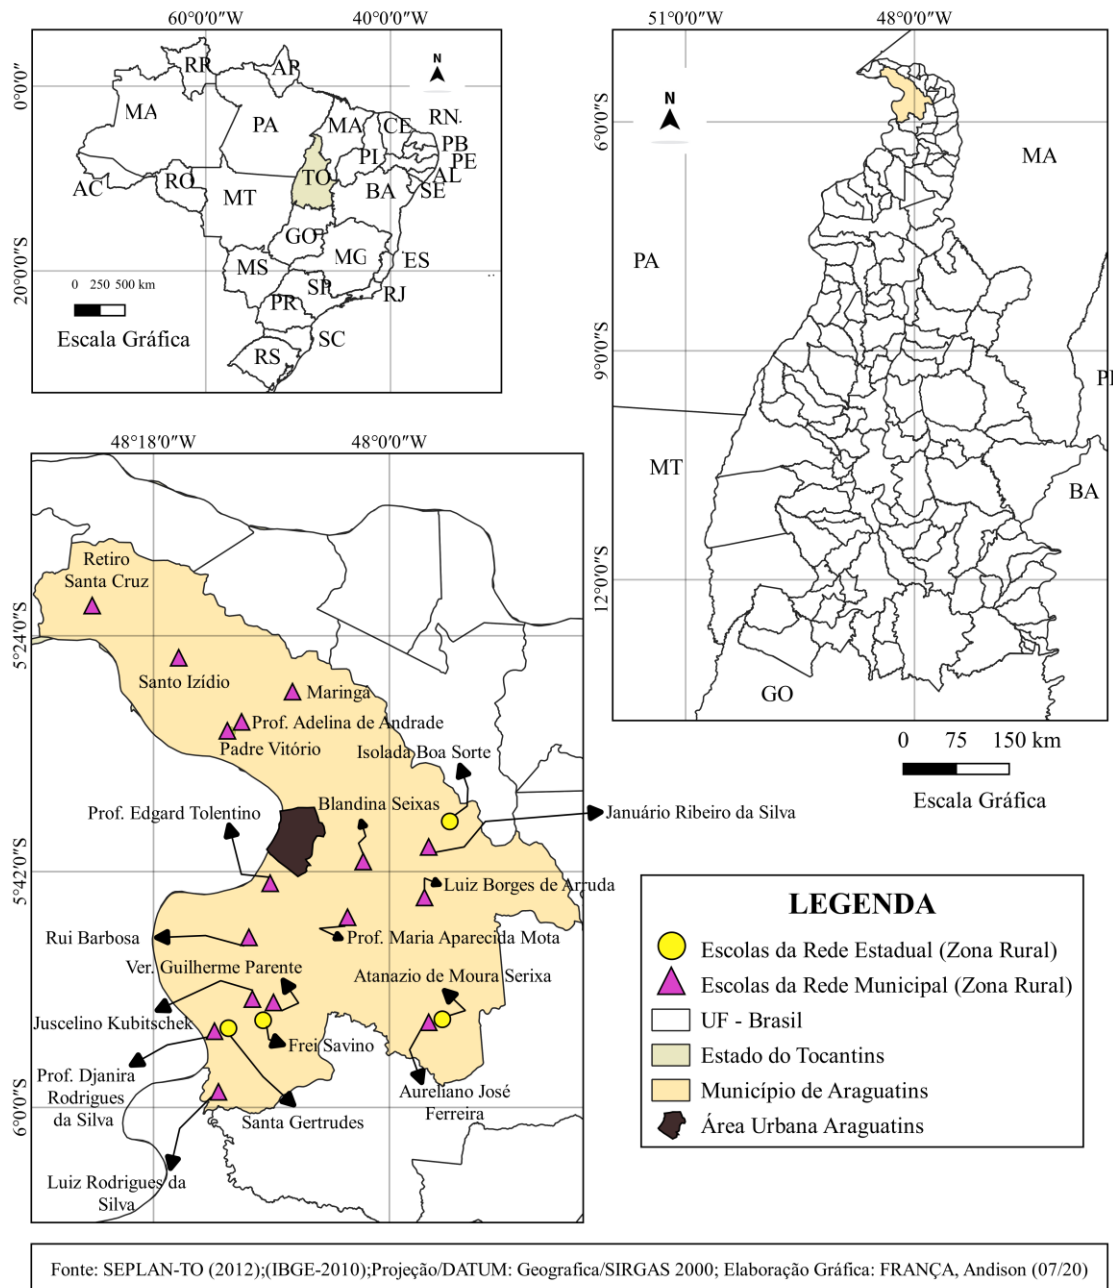 60°0'0"W
40°0'0"W
0°0'0"
20°0'0"S
N
RR
AP
MA
PA
MA
CE
RN
PB
PE
AL
SE
PI
TO
BA
AC
RO
MT
GO
MG
ES
MS
SP
RJ
PR
SC
RS
0 250 500 km
Escala Gráfica
51°0'0"W
48°0'0"W
6°0'0"S
9°0'0"S
12°0'0"S
N
MA
PA
PI
MT
BA
GO
0 75 150 km
Escala Gráfica
48°18'0"W
48°0'0"W
5°24'0"S
5°42'0"S
6°0'0"S
Retiro
Santa Cruz
Santo Izídio
Maringá
Prof. Adelina de Andrade
Padre Vitório
Isolada Boa Sorte
Blandina Seixas
Prof. Edgard Tolentino
Januário Ribeiro da Silva
Luiz Borges de Arruda
Rui Barbosa
Prof. Maria Aparecida Mota
Ver. Guilherme Parente
Atanazio de Moura Serixa
Juscelino Kubitschek
Frei Savino
Prof. Djanira
Rodrigues
da Silva
Aureliano José
Ferreira
Santa Gertrudes
Luiz Rodrigues da
Silva
LEGENDA
Escolas da Rede Estadual (Zona Rural)
Escolas da Rede Municipal (Zona Rural)
UF - Brasil
Estado do Tocantins
Município de Araguatins
Área Urbana Araguatins
Fonte: SEPLAN-TO (2012);(IBGE-2010);Projeção/DATUM: Geografica/SIRGAS 2000; Elaboração Gráfica: FRANÇA, Andison (07/20)